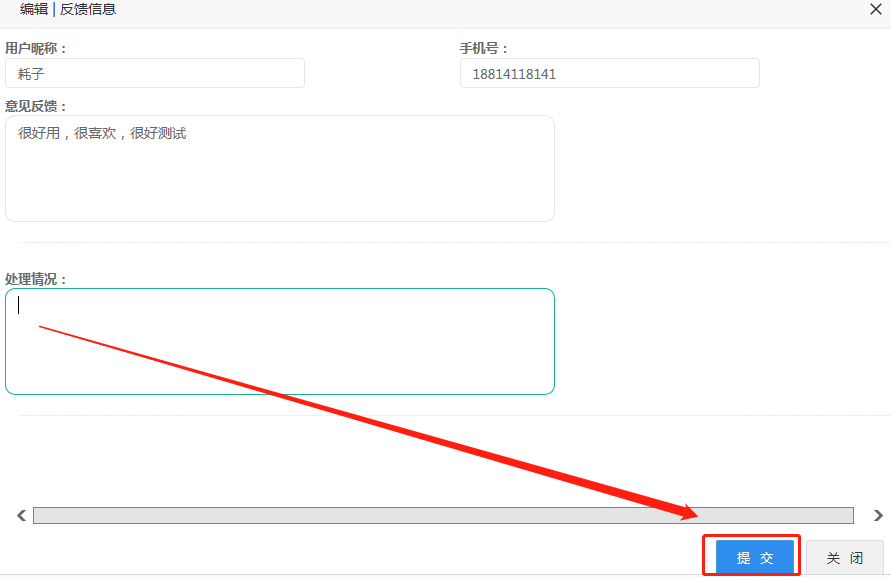 编辑 | 反馈信息
用户昵称：
手机号：
耗子
18814118141
意见反馈：
很好用，很喜欢，很好测试
处理情况：
提 交
关 闭